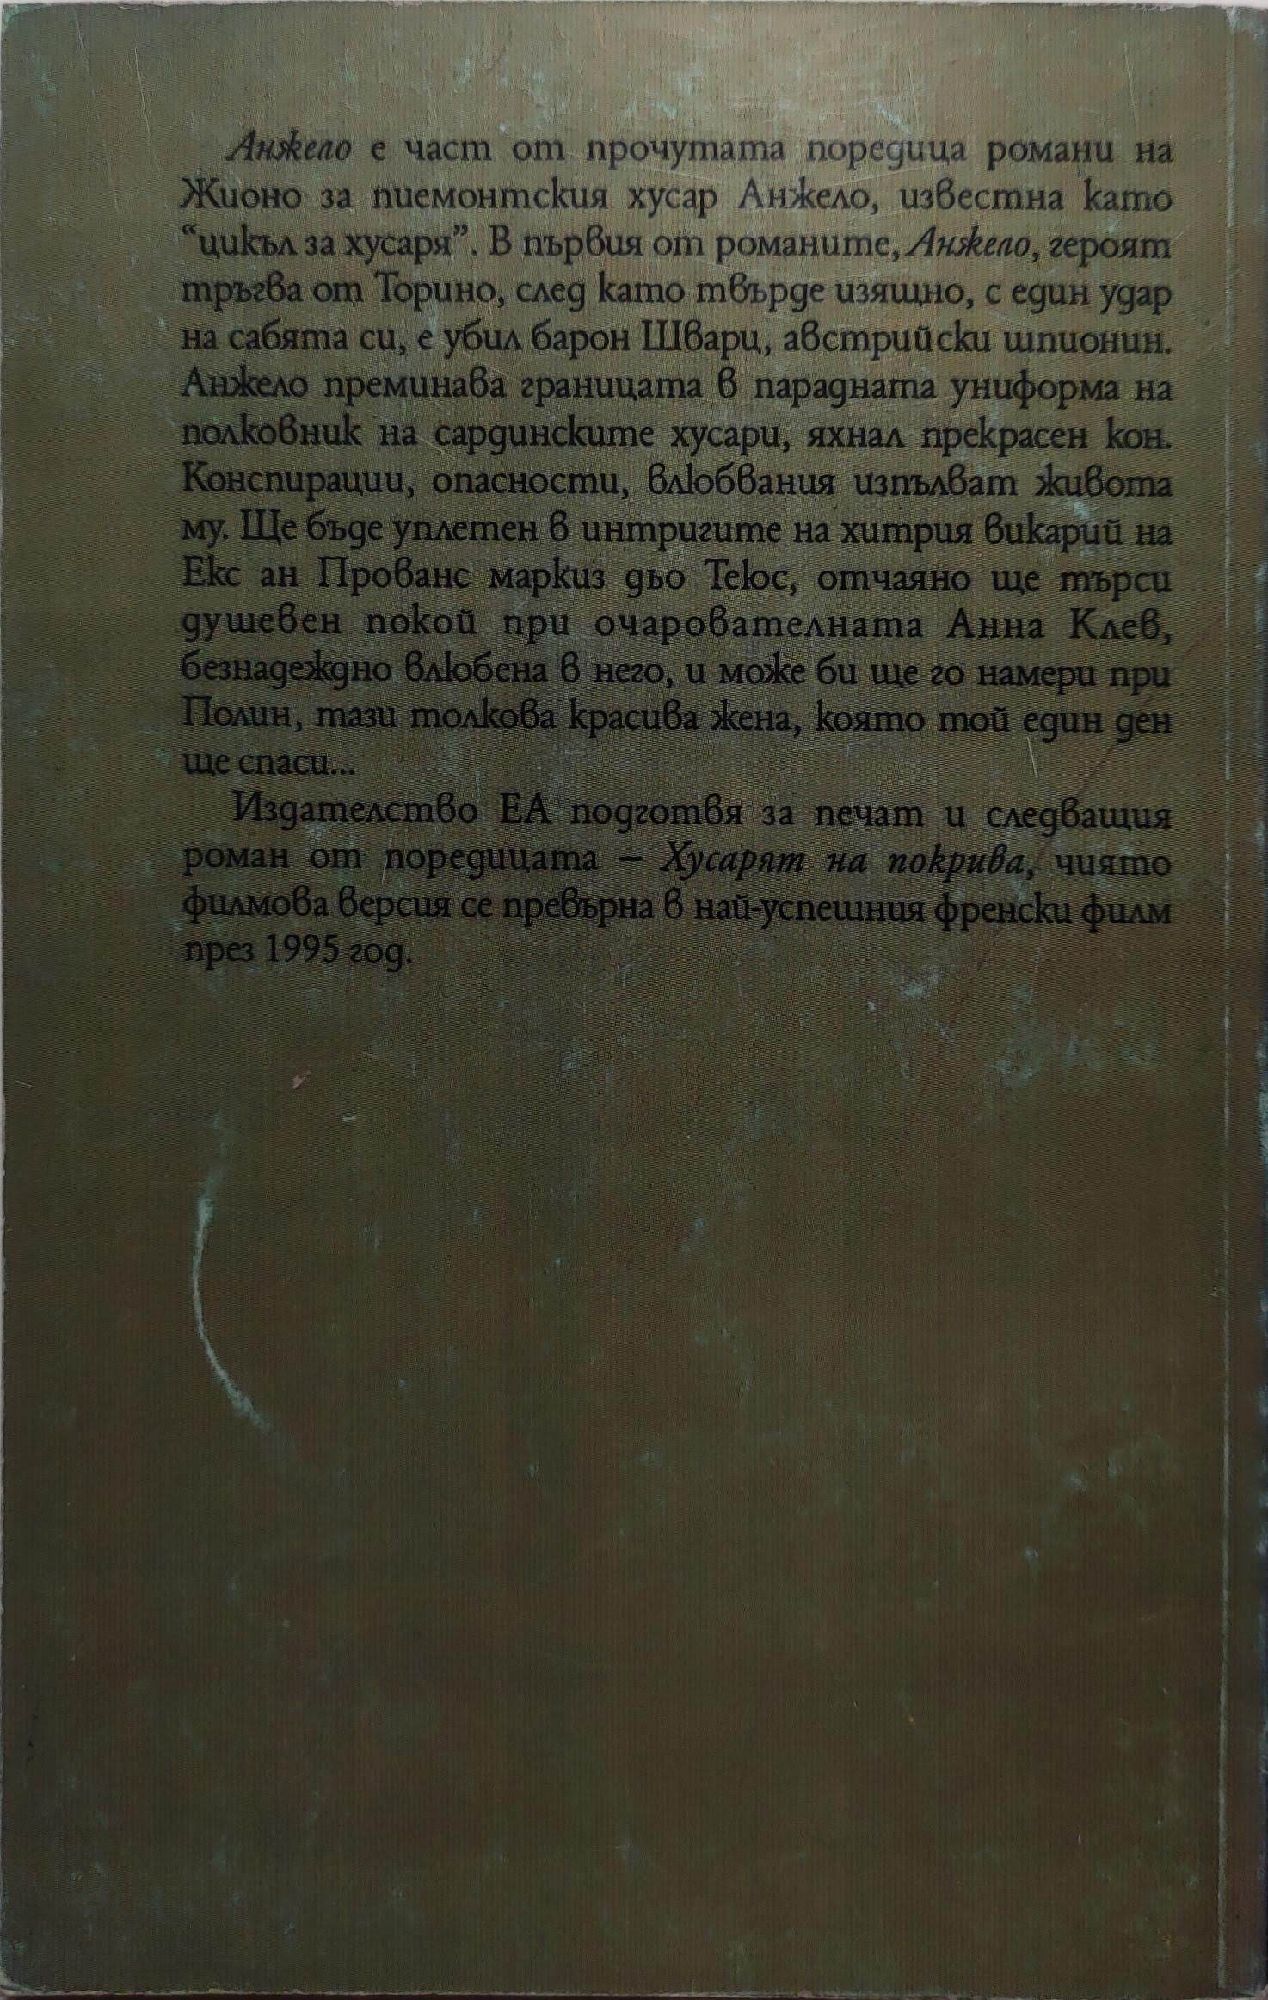 Анжело е част от прочутата поредица романи на
Жионо за пиемонтския хусар Анжело, известна като
“цикъл за хусаря”. В първия от романите, Анжело, героят
тръгва от Торино, след като твърде изящно, с един удар
на сабята си, е убил барон Шварц, австрийски шпионин.
Анжело преминава границата в парадната униформа на
полковник на сардинските хусари, яхнал прекрасен кон.
Конспирации, опасности, влюбвания изпълват живота
му. Ще бъде уплетен в интригите на хитрия викарий на
Екс ан Прованс маркиз дьо Теюс, отчаяно ще търси
душевен покой при очарователната Анна Клев,
безнадеждно влюбена в него, и може би ще го намери при
Полин, тази толкова красива жена, която той един ден
ще спаси...
Издателство ЕА подготвя за печат и следващия
роман от поредицата – Хусарят на покрива, чиято
филмова версия се превърна в най-успешния френски филм
през 1995 год.